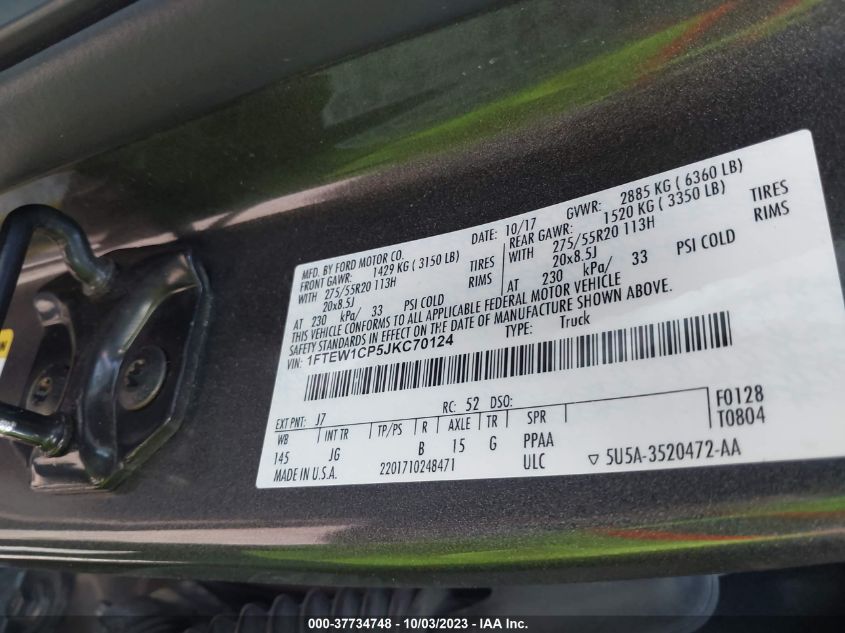 MFD. BY FORD MOTOR CO.
DATE: 10/17 GVWR: 2885 KG ( 6360 LB)
FRONT GAWR: 1429 KG ( 3150 LB) REAR GAWR: 1520 KG ( 3350 LB)
WITH 275/55R20 113H TIRES WITH 275/55R20 113H TIRES
20x8.5J RIMS 20x8.5J RIMS
AT 230 kPa/ 33 PSI COLD AT 230 kPa/ 33 PSI COLD
THIS VEHICLE CONFORMS TO ALL APPLICABLE FEDERAL MOTOR VEHICLE
SAFETY STANDARDS IN EFFECT ON THE DATE OF MANUFACTURE SHOWN ABOVE.
VIN: 1FTEW1CP5JKC70124 TYPE: Truck
EXT PNT: J7 RC: 52 DSO: F0128
WB INT TR TP/PS R AXLE TR SPR T0804
145 JG B 15 G PPAA
MADE IN U.S.A. 2201710248471 ULC ▽ 5U5A-3520472-AA
000-37734748 - 10/03/2023 - IAA Inc.